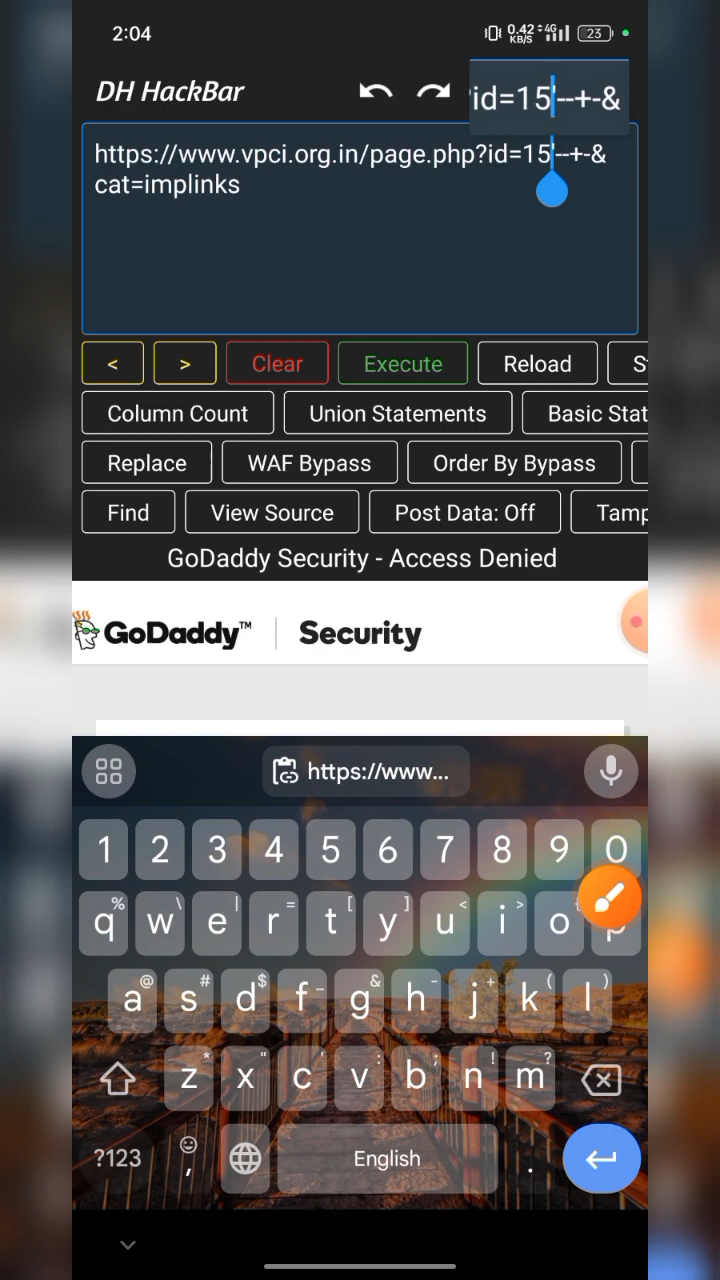 2:04
0.42 KB/S 4G 23
DH HackBar
id=15'--+-&
https://www.vpci.org.in/page.php?id=15'--+-&
cat=implinks
< > Clear Execute Reload S
Column Count Union Statements Basic Stat
Replace WAF Bypass Order By Bypass
Find View Source Post Data: Off Tamp
GoDaddy Security - Access Denied
GoDaddy™ Security
https://www...
1 2 3 4 5 6 7 8 9 0
% \ | = [ ] < >
q w e r t y u i o p
@ # $ _ & - + ( )
a s d f g h j k l
* " ' : ; ! ?
z x c v b n m
?123 , English .